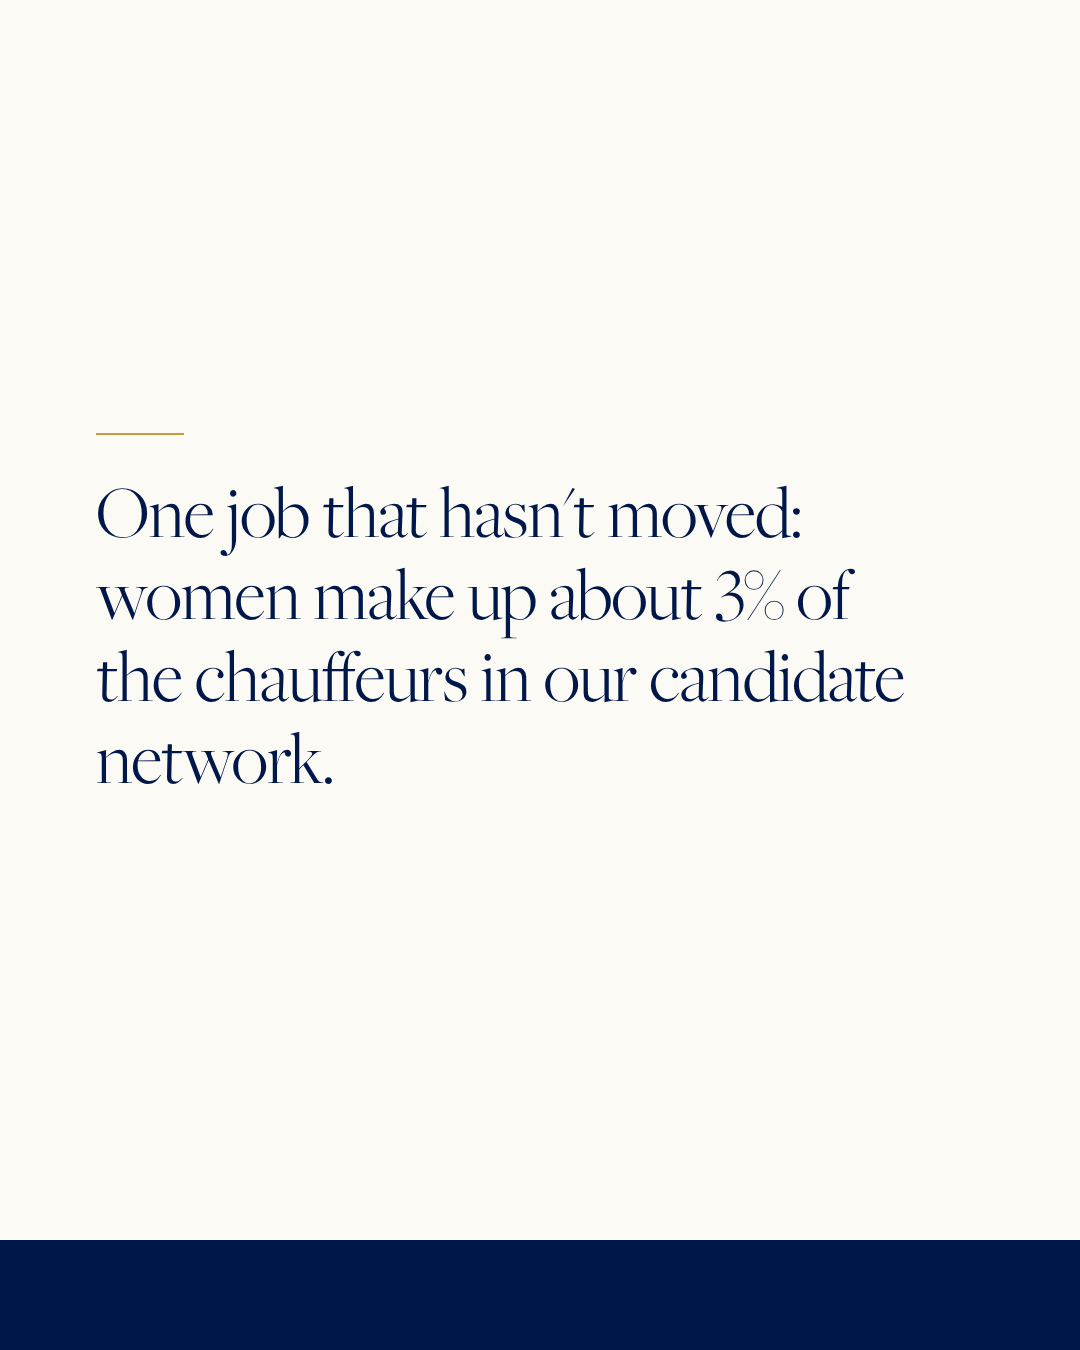 One job that hasn't moved:
women make up about 3% of
the chauffeurs in our candidate
network.